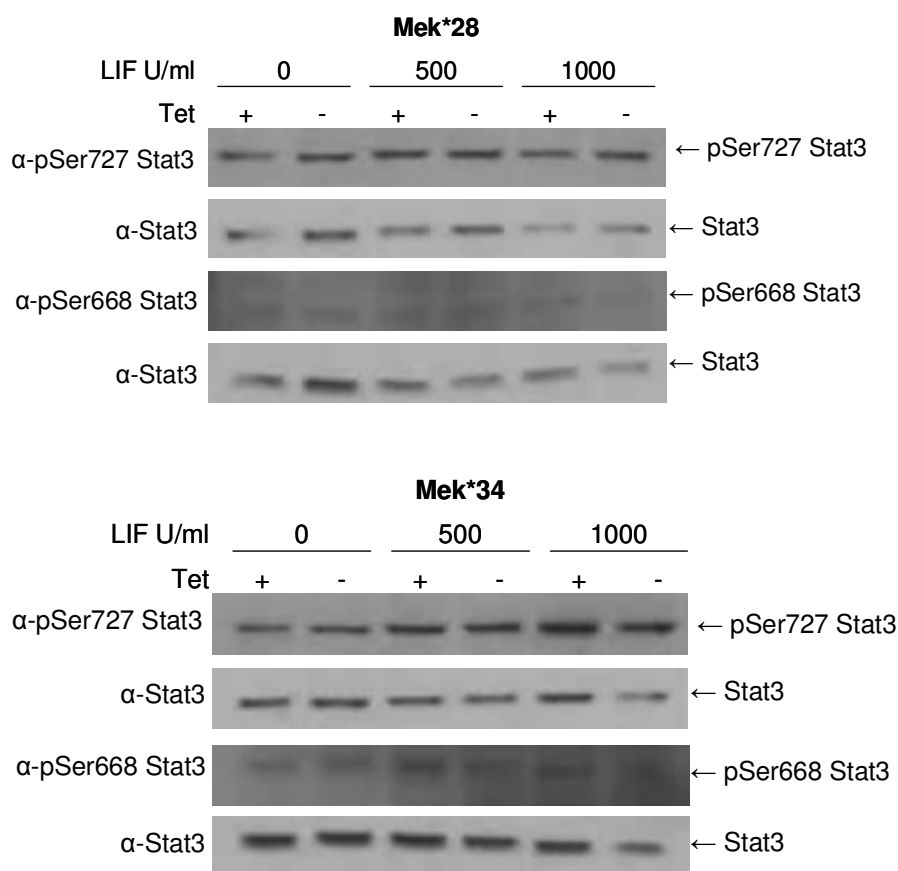 Mek*28
LIF U/ml 0 500 1000
Tet + - + - + -
α-pSer727 Stat3 ← pSer727 Stat3
α-Stat3 ← Stat3
α-pSer668 Stat3 ← pSer668 Stat3
α-Stat3 ← Stat3
Mek*34
LIF U/ml 0 500 1000
Tet + - + - + -
α-pSer727 Stat3 ← pSer727 Stat3
α-Stat3 ← Stat3
α-pSer668 Stat3 ← pSer668 Stat3
α-Stat3 ← Stat3